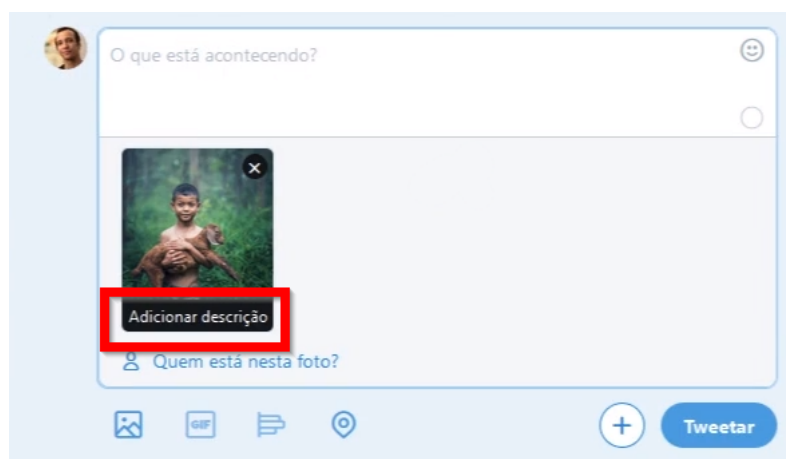 O que está acontecendo?
Adicionar descrição
Quem está nesta foto?
GIF
Tweetar